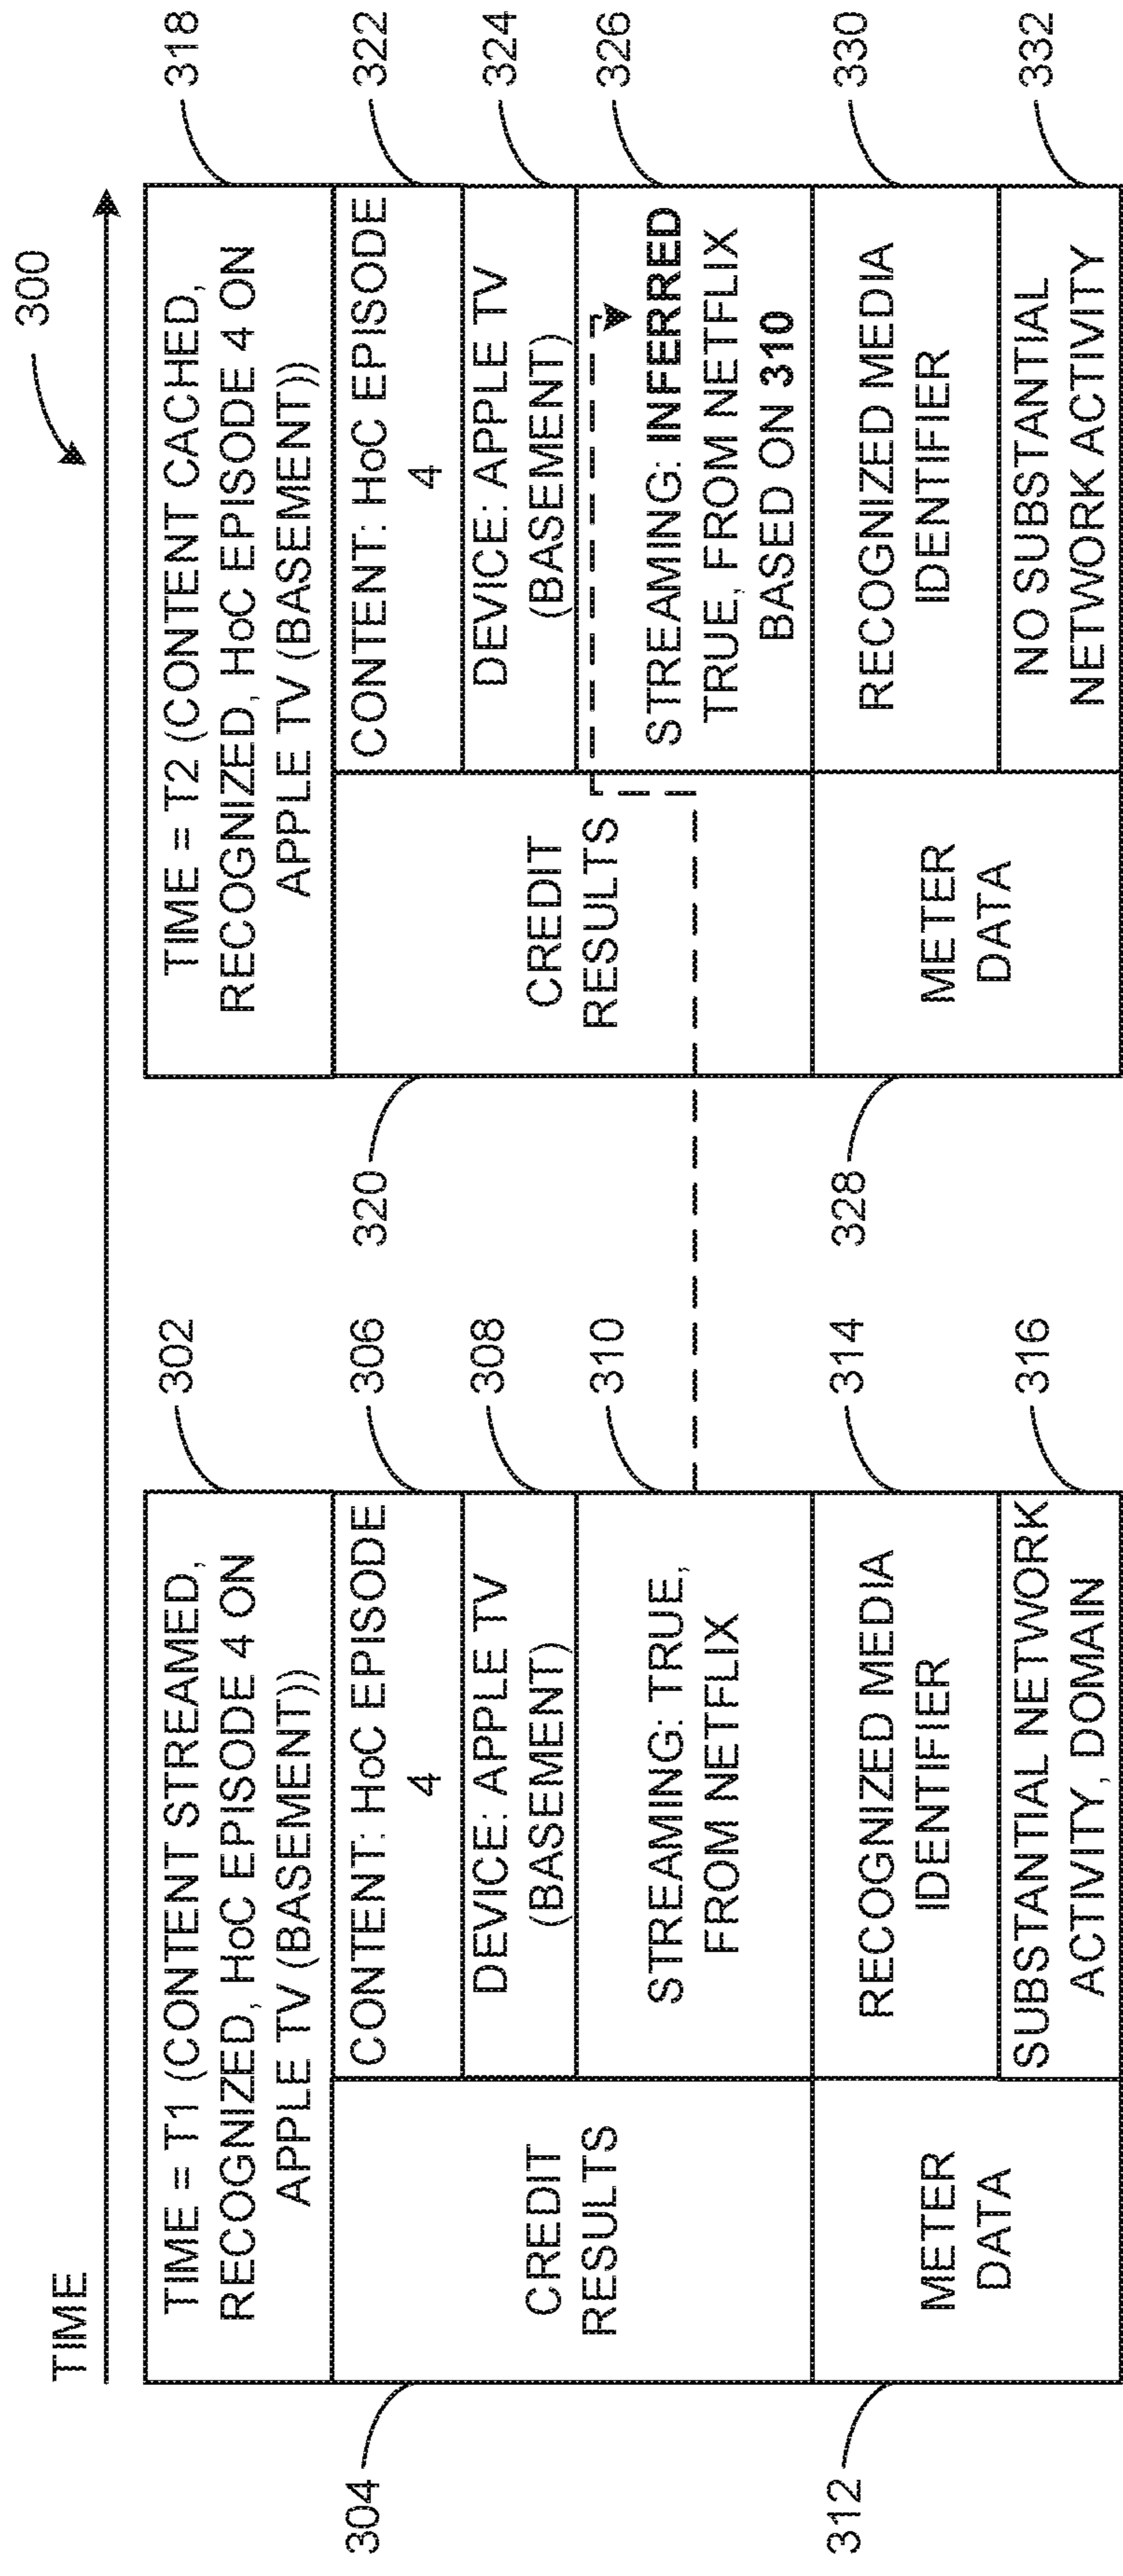 300
TIME
TIME = T1 (CONTENT STREAMED,
RECOGNIZED, HoC EPISODE 4 ON
APPLE TV (BASEMENT))
302
304
CREDIT
RESULTS
CONTENT: HoC EPISODE
4
306
DEVICE: APPLE TV
(BASEMENT)
308
STREAMING: TRUE,
FROM NETFLIX
310
312
METER
DATA
RECOGNIZED MEDIA
IDENTIFIER
314
SUBSTANTIAL NETWORK
ACTIVITY, DOMAIN
316
TIME = T2 (CONTENT CACHED,
RECOGNIZED, HoC EPISODE 4 ON
APPLE TV (BASEMENT))
318
320
CREDIT
RESULTS
CONTENT: HoC EPISODE
4
322
DEVICE: APPLE TV
(BASEMENT)
324
STREAMING: INFERRED
TRUE, FROM NETFLIX
BASED ON 310
326
328
METER
DATA
RECOGNIZED MEDIA
IDENTIFIER
330
NO SUBSTANTIAL
NETWORK ACTIVITY
332